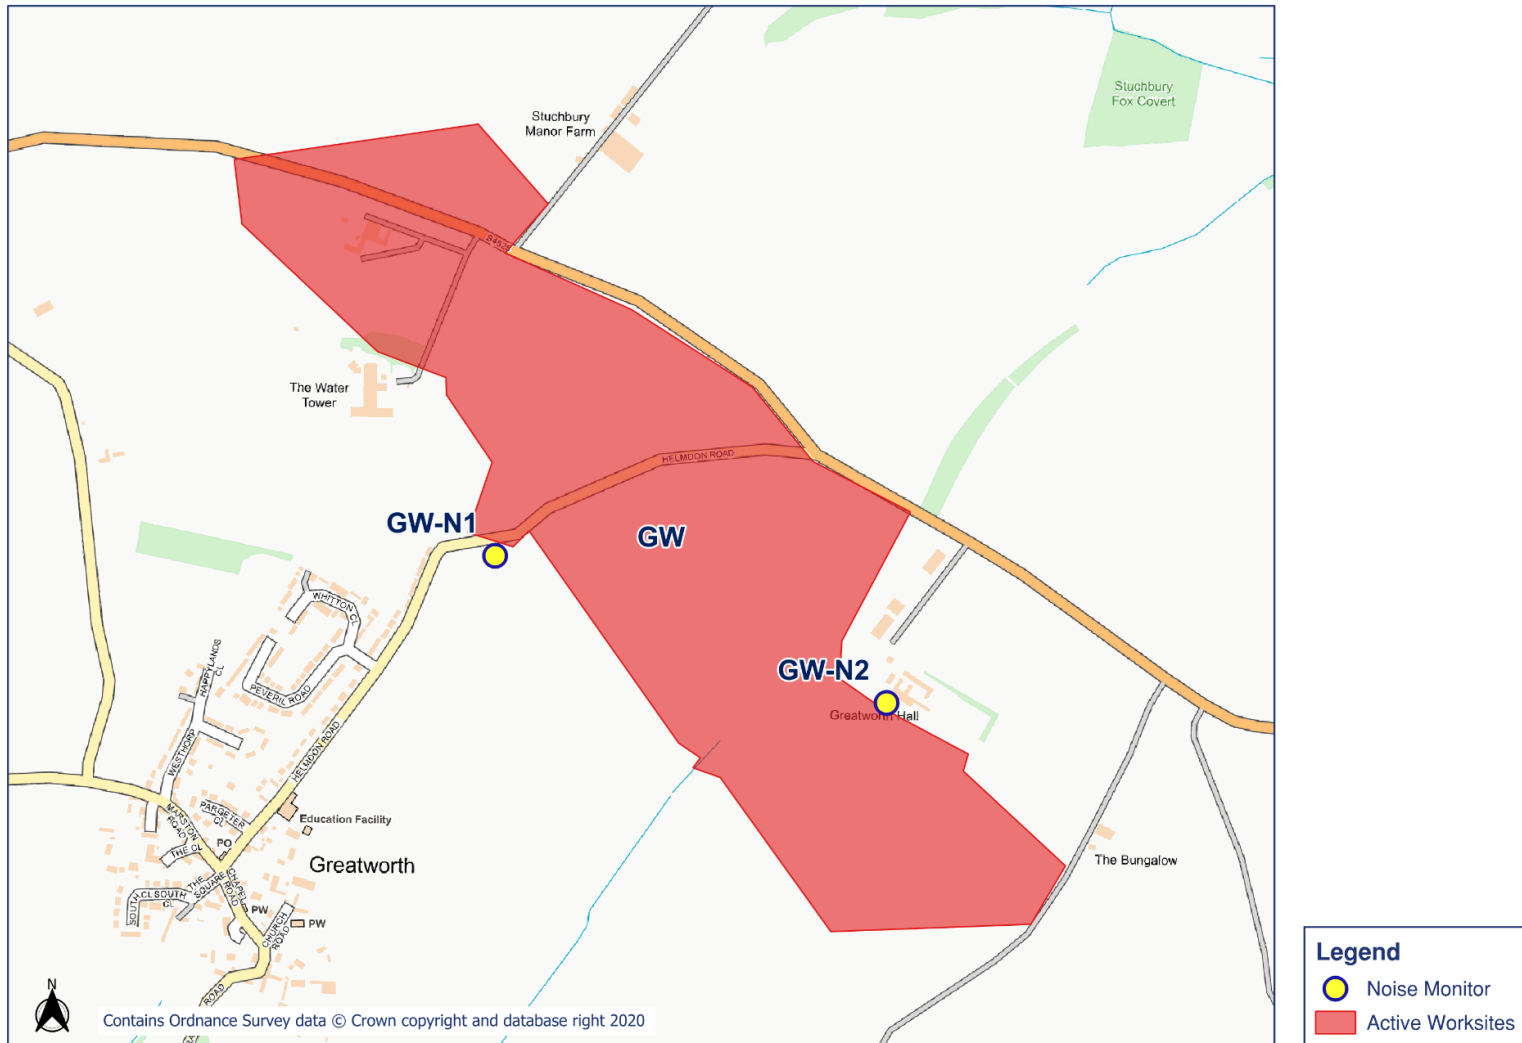 Stuchbury
Fox Covert
Stuchbury
Manor Farm
B4525
The Water
Tower
HELMDON ROAD
GW-N1
GW
WHITTON CL
HAPPYLANDS
CL
PEVERIL ROAD
GW-N2
Greatworth Hall
WESTHORP
HELMDON ROAD
PARGETER
CL
MARSTON
ROAD
Education Facility
PO
THE CL
The Bungalow
Greatworth
THE
SQUARE
CHAPEL
ROAD
SOUTH CL
SOUTH
CL
PW
PW
CHURCH
ROAD
ROAD
N
Contains Ordnance Survey data © Crown copyright and database right 2020
Legend
Noise Monitor
Active Worksites